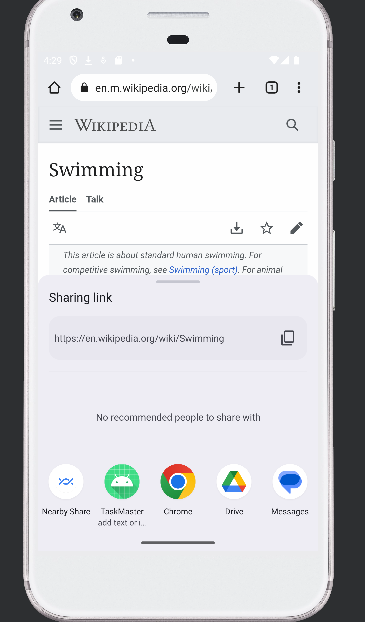 4:29
en.m.wikipedia.org/wiki/
1
WIKIPEDIA
Swimming
Article Talk
This article is about standard human swimming. For
competitive swimming, see Swimming (sport). For animal
Sharing link
https://en.wikipedia.org/wiki/Swimming
No recommended people to share with
Nearby Share TaskMaster Chrome Drive Messages
add text or i...